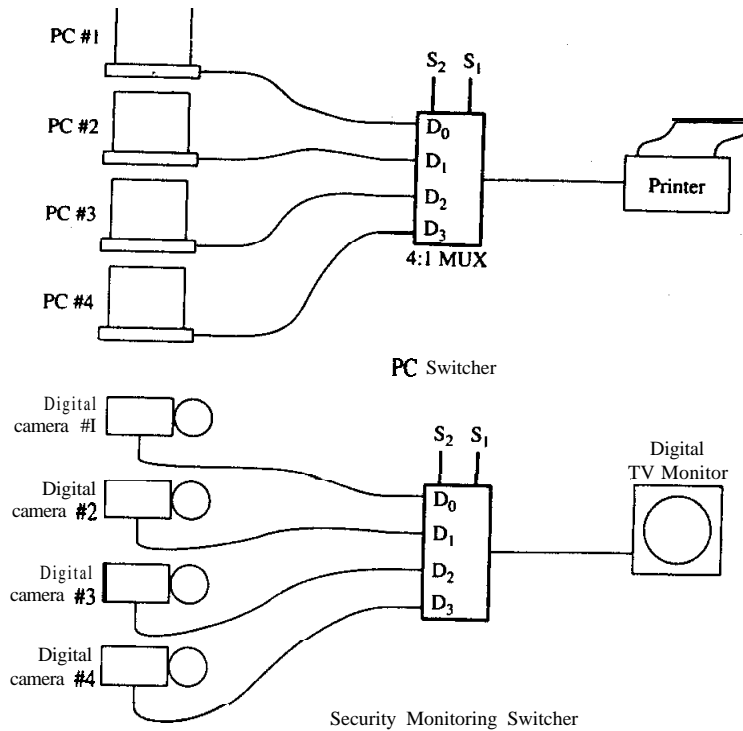 PC #1
S2 S1
PC #2
D0
D1
Printer
PC #3
D2
D3
4:1 MUX
PC #4
PC Switcher
Digital
camera #I
S2 S1
Digital
TV Monitor
Digital
camera #2
D0
D1
Digital
camera #3
D2
D3
Digital
camera #4
Security Monitoring Switcher